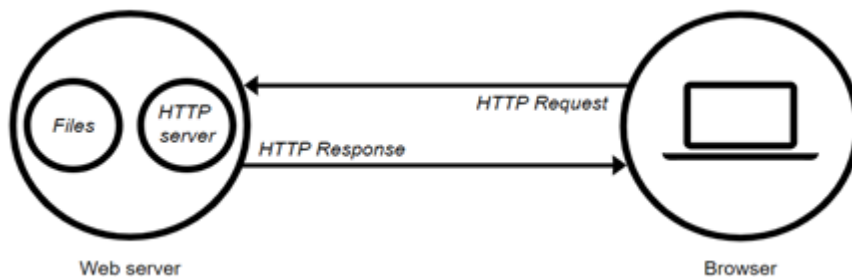 Files
HTTP
server
HTTP Request
HTTP Response
Web server
Browser